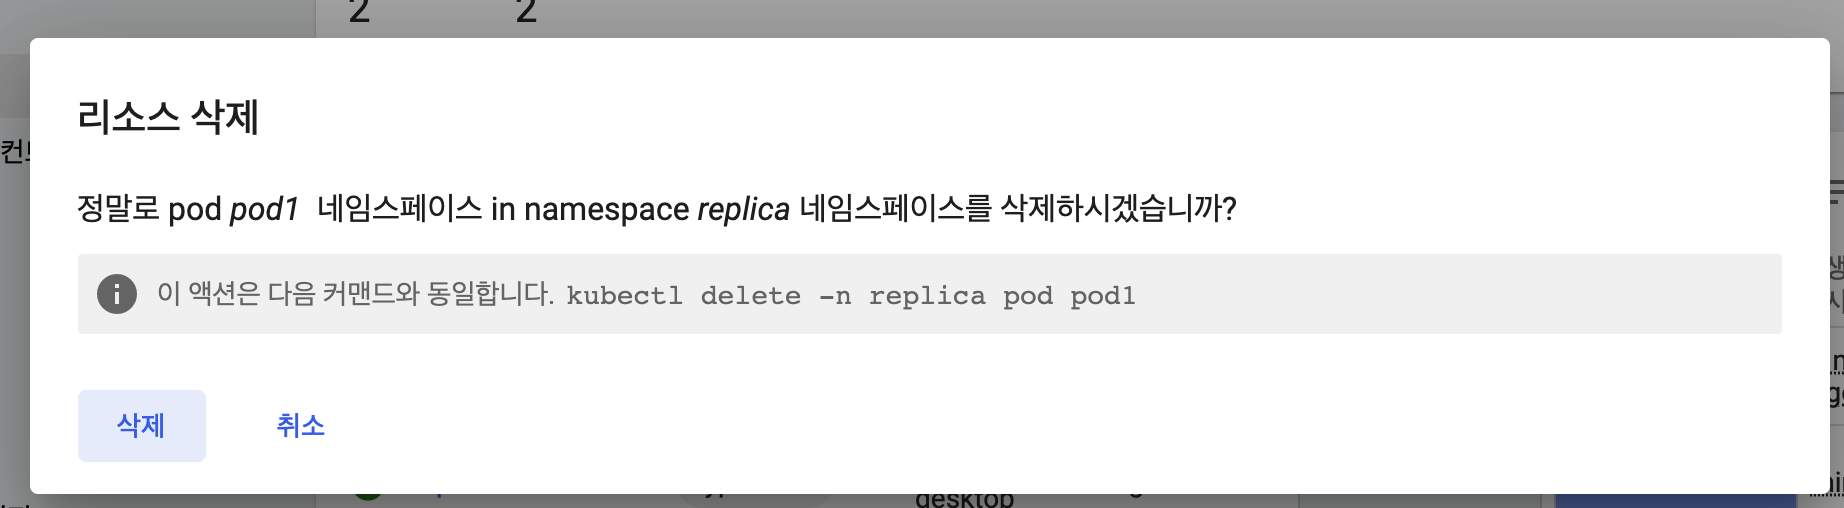 2 2
리소스 삭제
정말로 pod pod1 네임스페이스 in namespace replica 네임스페이스를 삭제하시겠습니까?
이 액션은 다음 커맨드와 동일합니다. kubectl delete -n replica pod pod1
삭제 취소
desktop